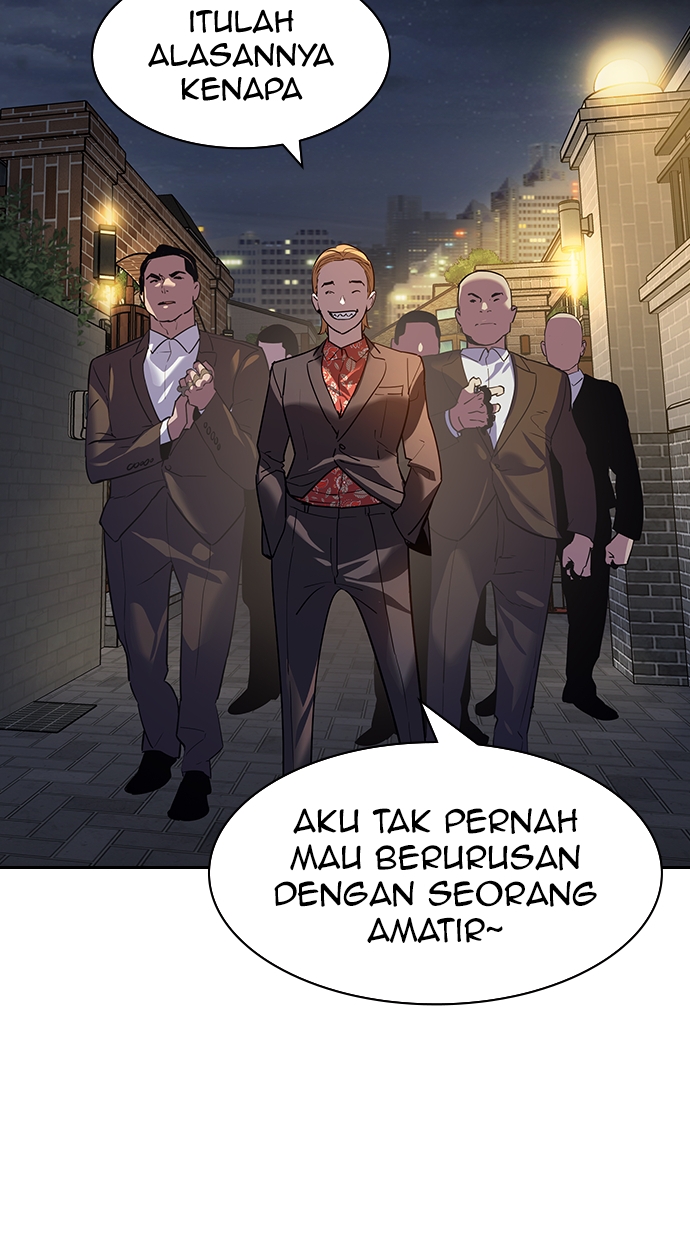 ITULAH
ALASANNYA
KENAPA
AKU TAK PERNAH
MAU BERURUSAN
DENGAN SEORANG
AMATIR~